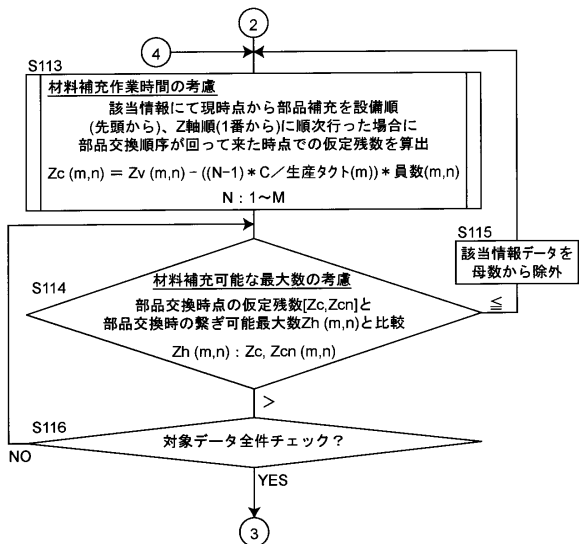 2
4
S113
材料補充作業時間の考慮
該当情報にて現時点から部品補充を設備順
(先頭から)、Z軸順(1番から)に順次行った場合に
部品交換順序が回って来た時点での仮定残数を算出
Zc (m,n) = Zv (m,n) - ((N-1) * C／生産タクト(m)) * 員数(m,n)
N : 1～M
S115
該当情報データを
母数から除外
S114
材料補充可能な最大数の考慮
部品交換時点の仮定残数[Zc,Zcn]と
部品交換時の繋ぎ可能最大数Zh (m,n)と比較
Zh (m,n) : Zc, Zcn (m,n)
≦
＞
S116
対象データ全件チェック？
NO
YES
3